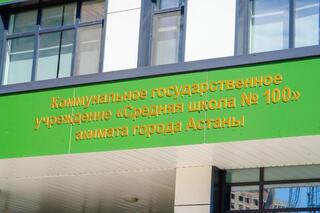 Коммунальное государственное
учреждение «Средняя школа № 100»
акимата города Астаны